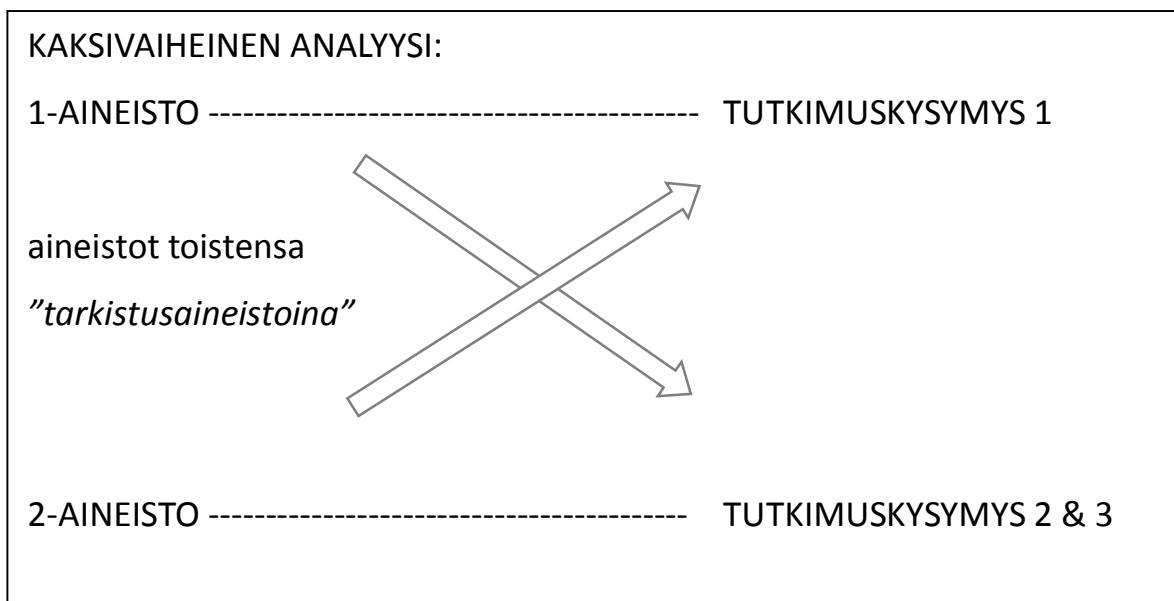 KAKSIVAIHEINEN ANALYYSI:
1-AINEISTO ------------------------------------------- TUTKIMUSKYSYMYS 1
aineistot toistensa
”tarkistusaineistoina”
2-AINEISTO ------------------------------------------ TUTKIMUSKYSYMYS 2 & 3